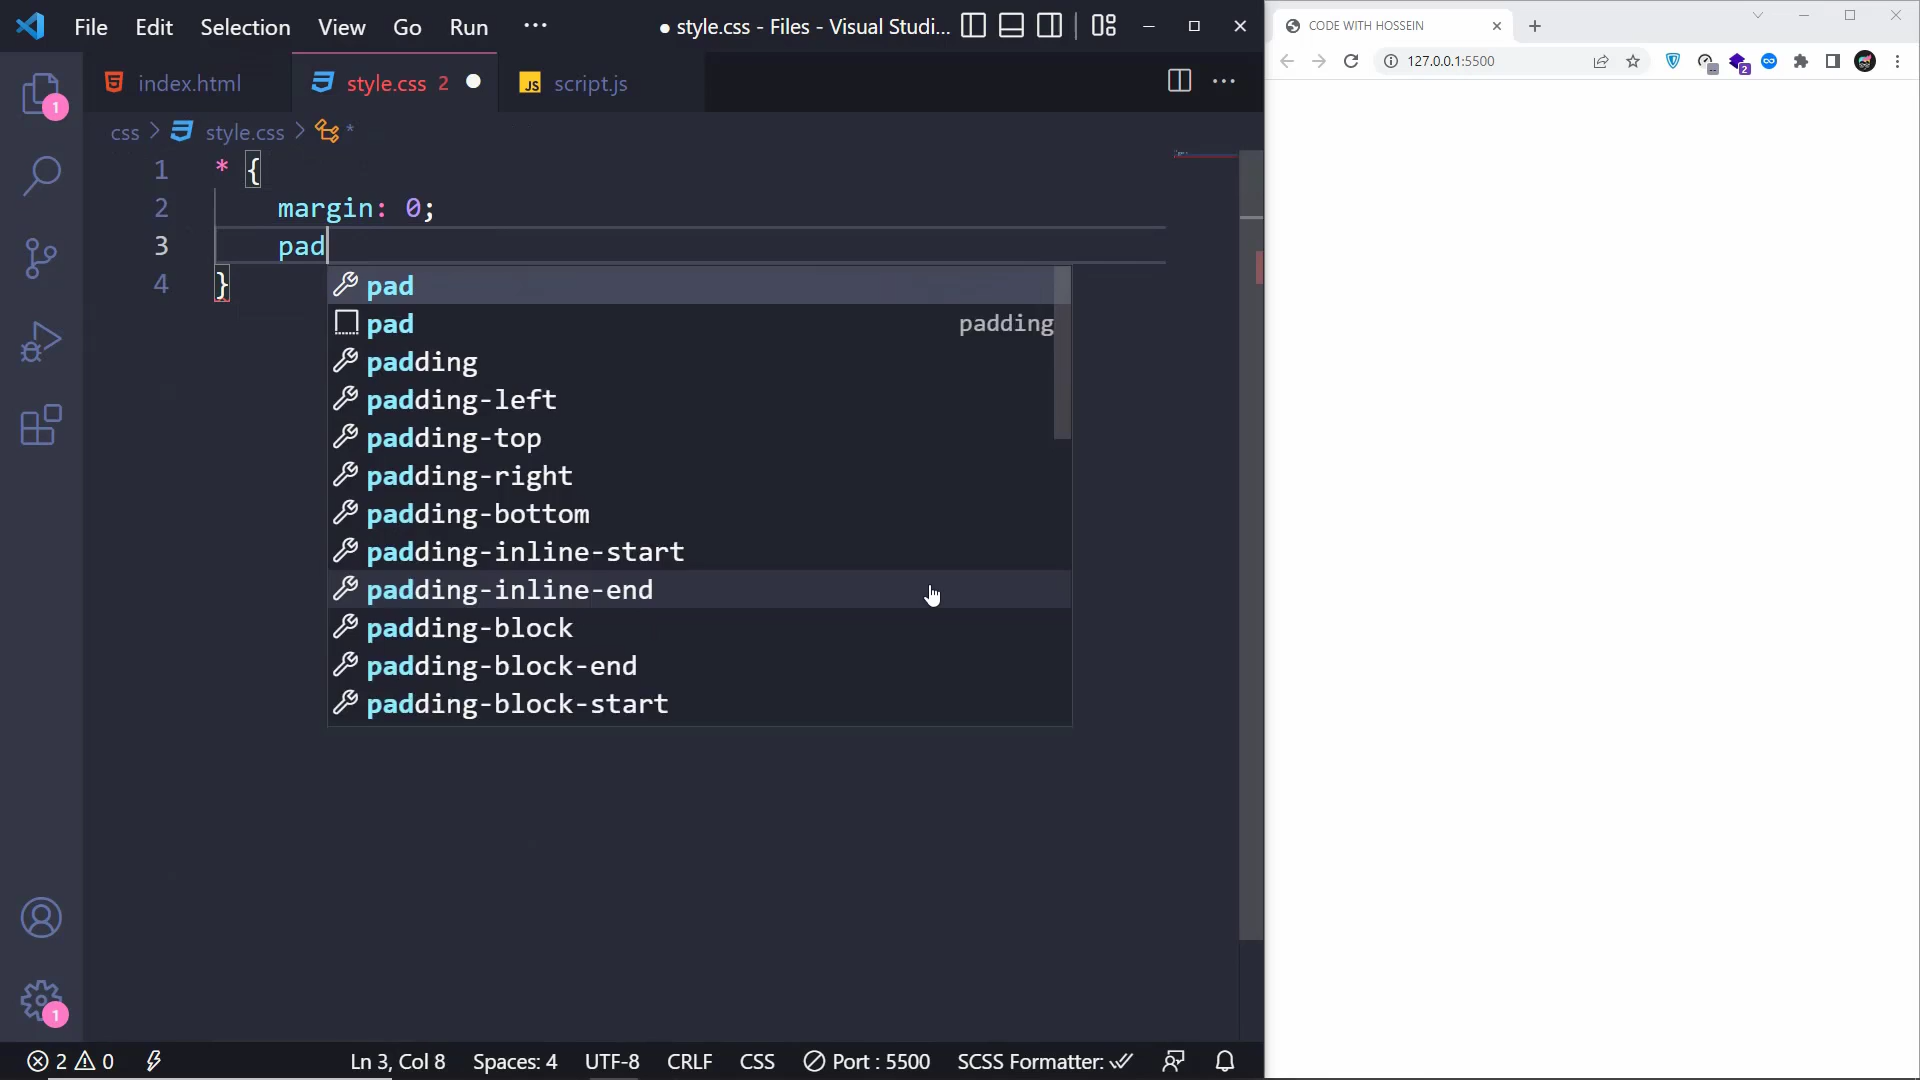 File Edit Selection View Go Run ··· ● style.css - Files - Visual Studi...
index.html style.css 2 ● JS script.js ···
css > style.css > *
1 * {
2 margin: 0;
3 pad
4 }
pad
pad padding
padding
padding-left
padding-top
padding-right
padding-bottom
padding-inline-start
padding-inline-end
padding-block
padding-block-end
padding-block-start
1
1
2 0 Ln 3, Col 8 Spaces: 4 UTF-8 CRLF CSS Port : 5500 SCSS Formatter:
CODE WITH HOSSEIN
127.0.0.1:5500
2